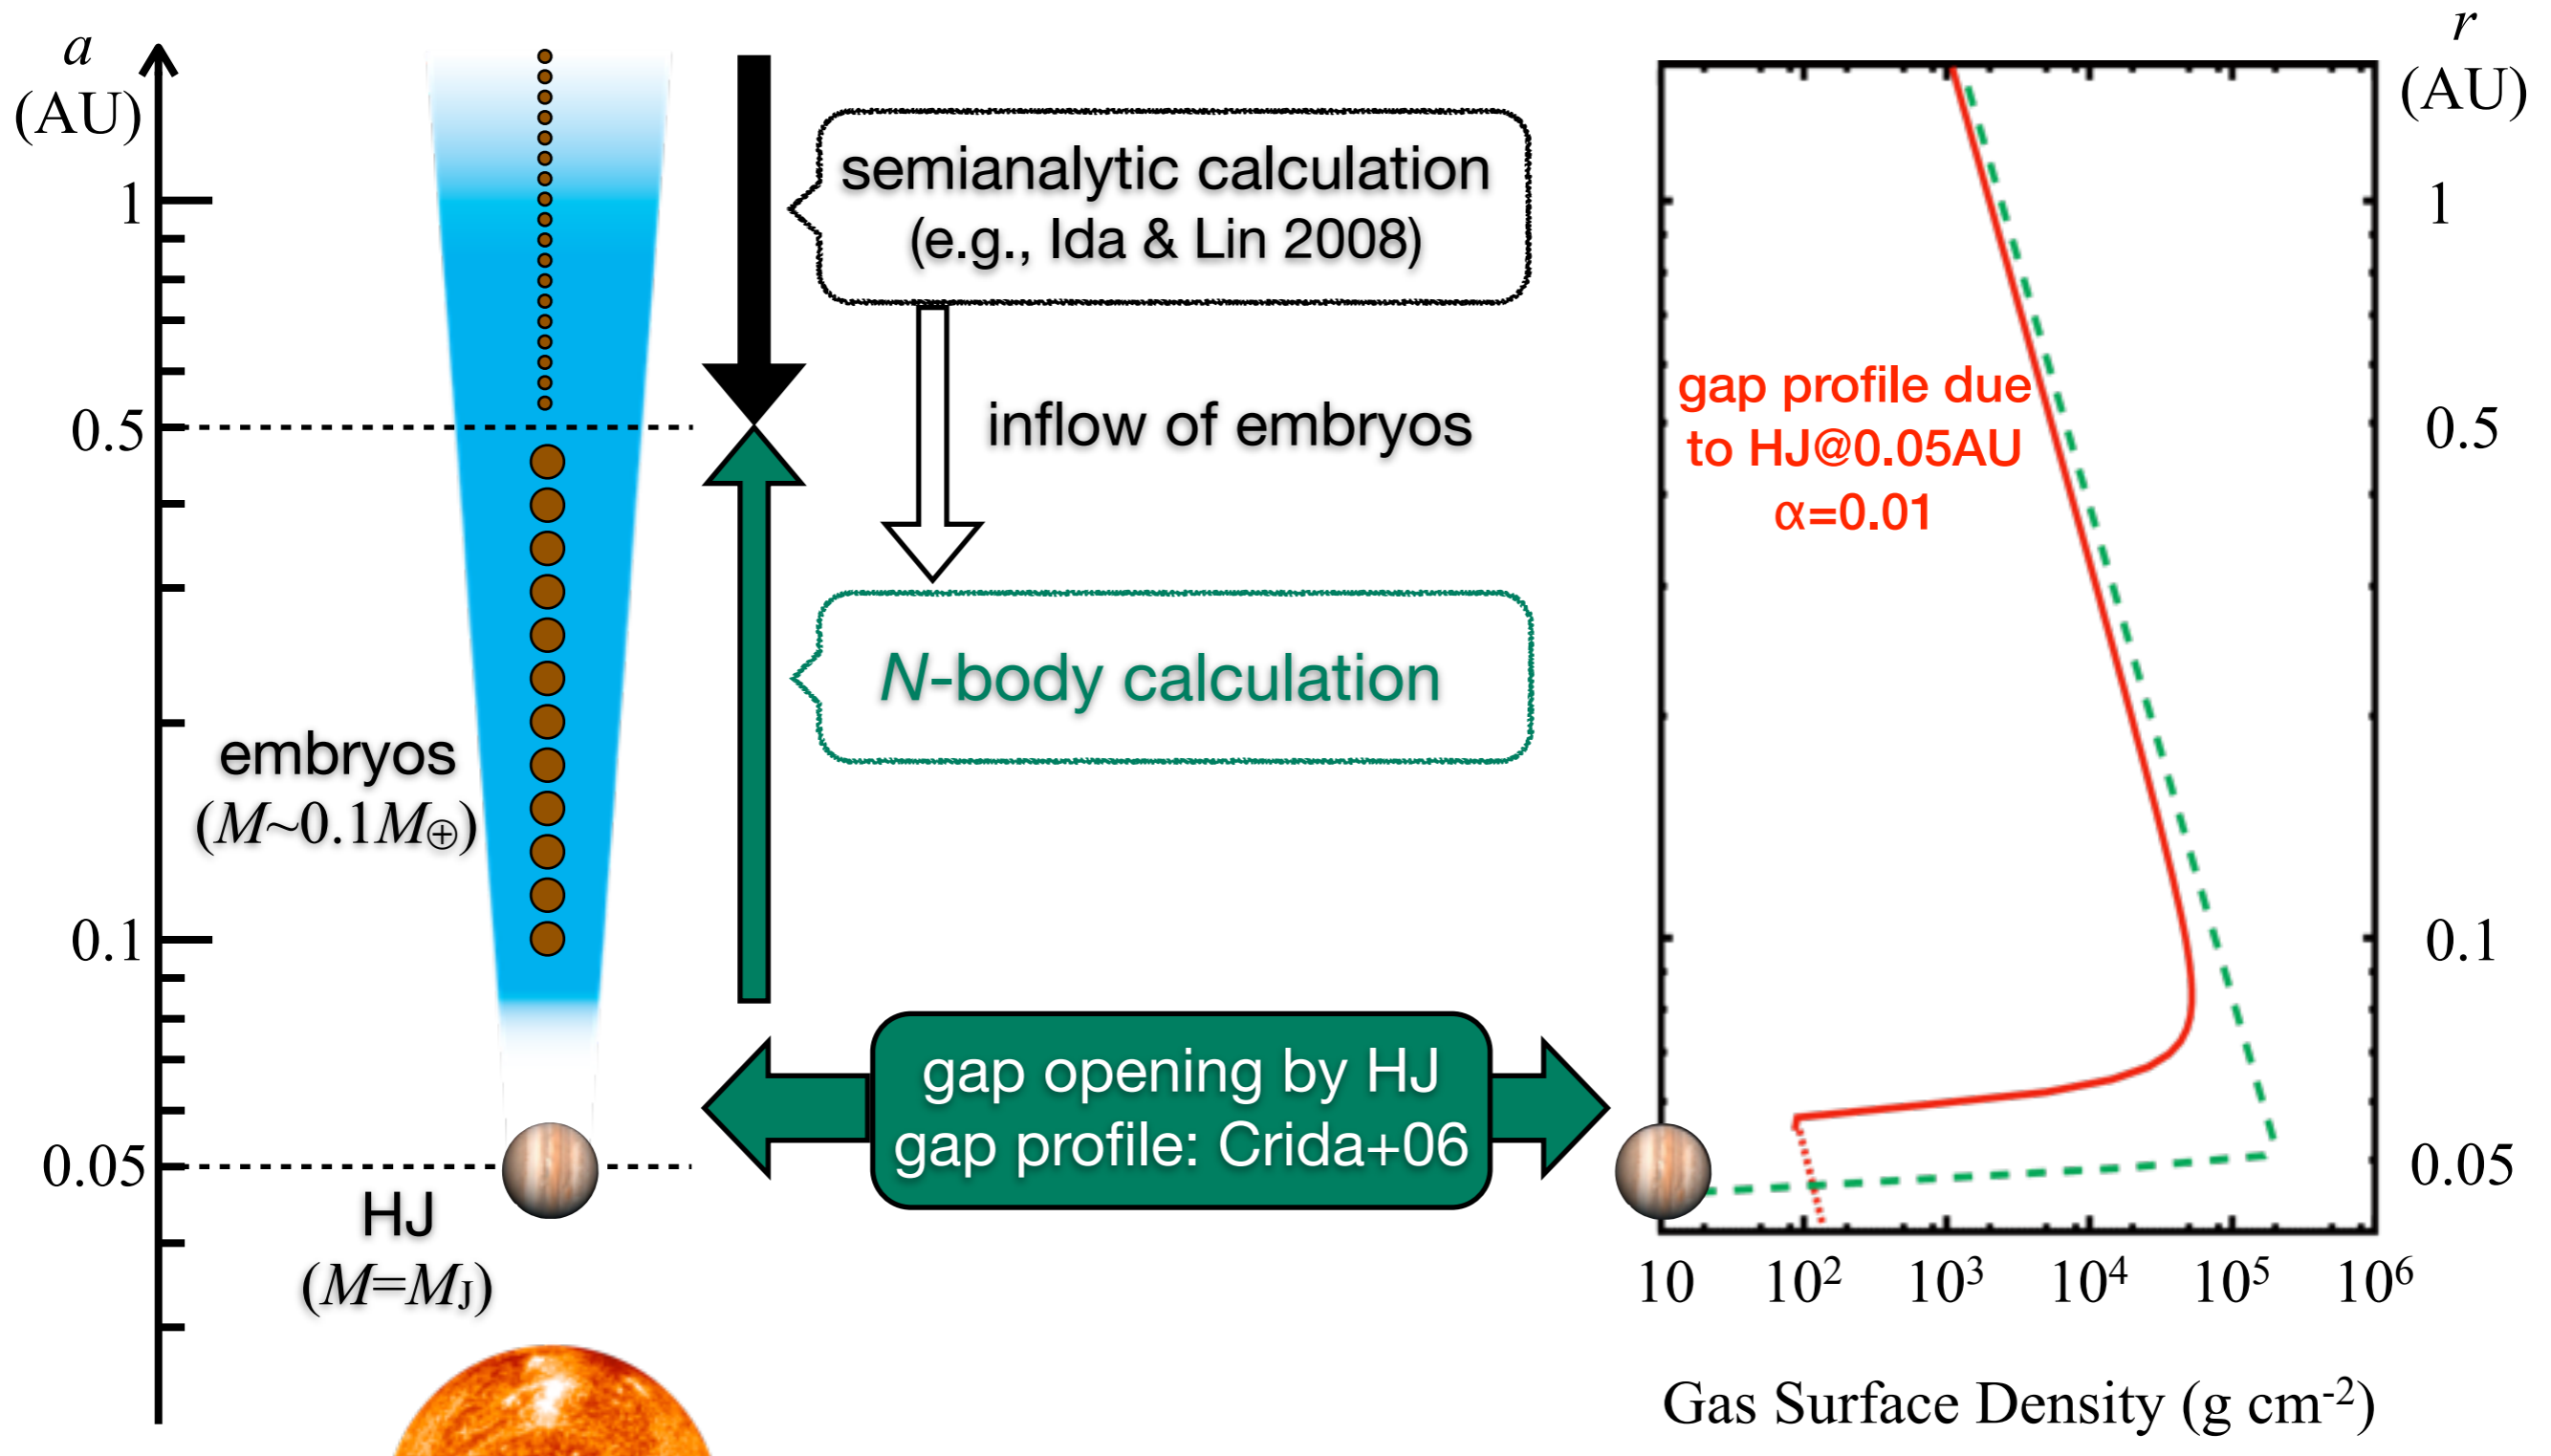 a
(AU)
1
0.5
0.1
0.05
embryos
(M~0.1M⊕)
HJ
(M=MJ)
semianalytic calculation
(e.g., Ida & Lin 2008)
inflow of embryos
N-body calculation
gap opening by HJ
gap profile: Crida+06
gap profile due
to HJ@0.05AU
α=0.01
r
(AU)
1
0.5
0.1
0.05
10 10² 10³ 10⁴ 10⁵ 10⁶
Gas Surface Density (g cm⁻²)